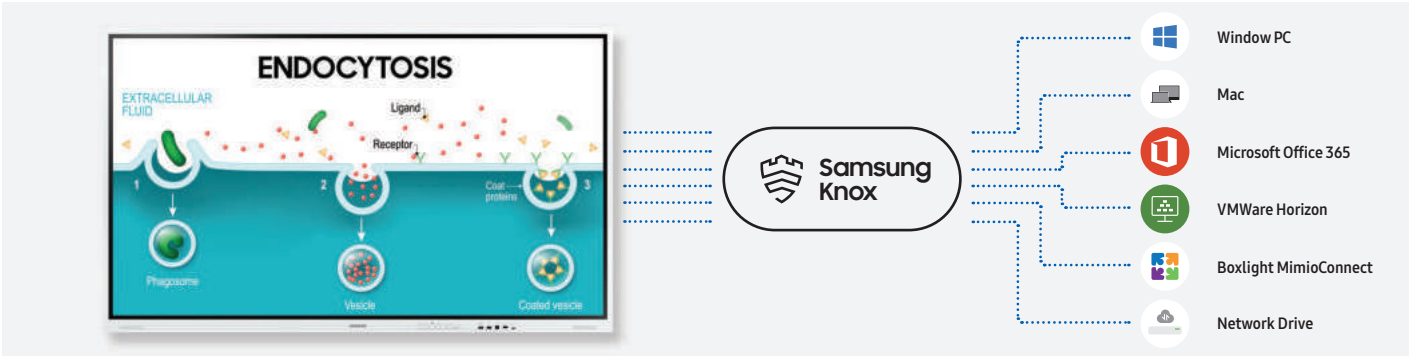 ENDOCYTOSIS
EXTRACELLULAR
FLUID
Ligand
Receptor
1
2
Coat
proteins
3
Phagosome
Vesicle
Coated vesicle
Samsung
Knox
Window PC
Mac
Microsoft Office 365
VMWare Horizon
Boxlight MimioConnect
Network Drive